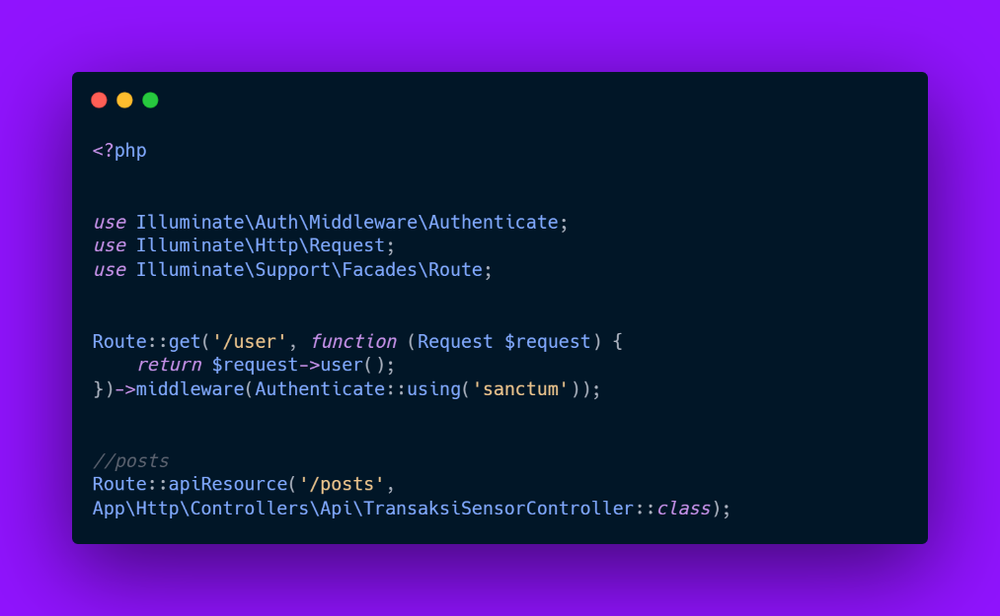 <?php
use Illuminate\Auth\Middleware\Authenticate;
use Illuminate\Http\Request;
use Illuminate\Support\Facades\Route;
Route::get('/user', function (Request $request) {
    return $request->user();
})->middleware(Authenticate::using('sanctum'));
//posts
Route::apiResource('/posts',
App\Http\Controllers\Api\TransaksiSensorController::class);